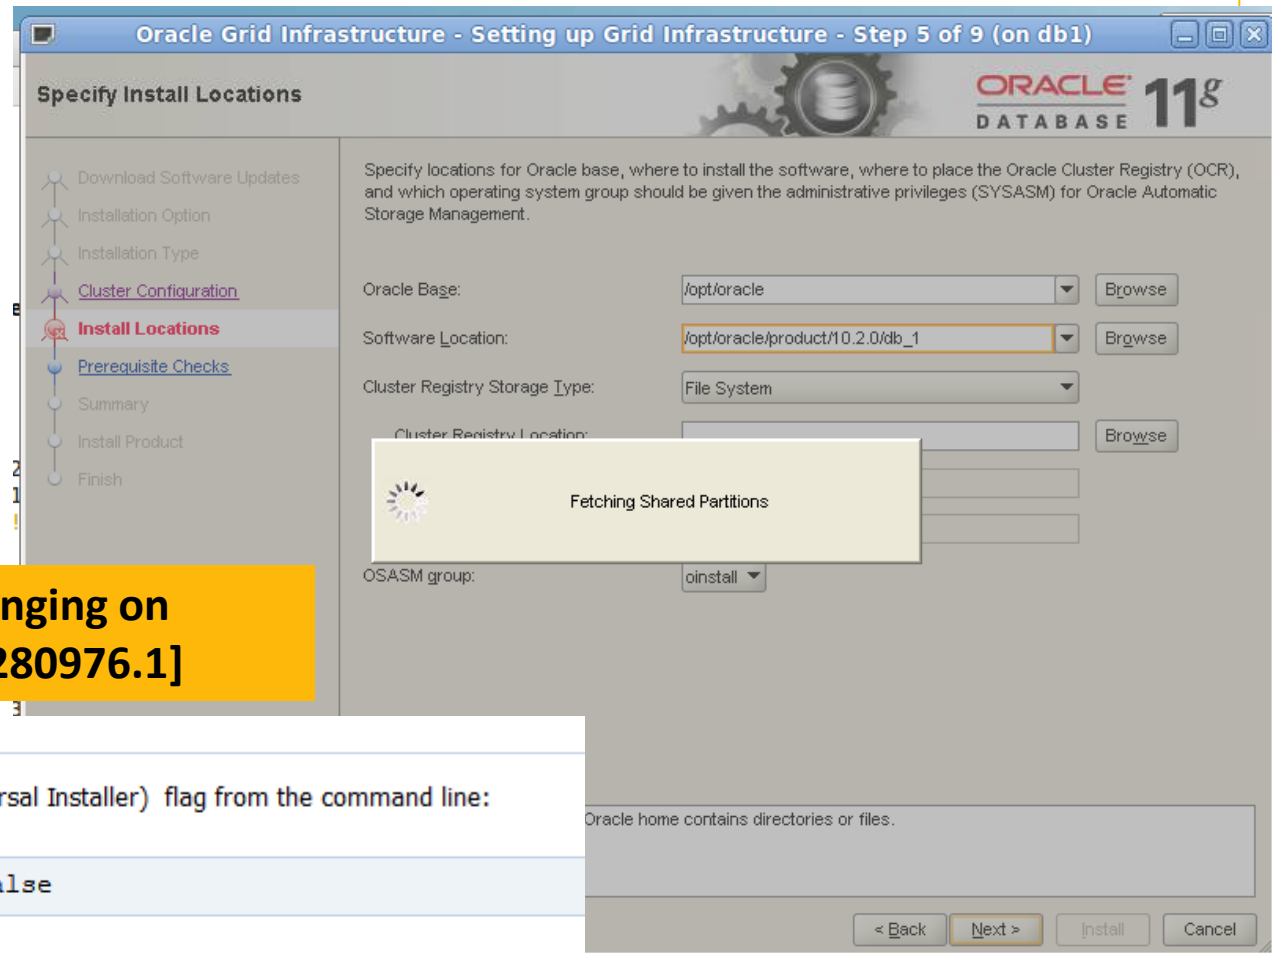 Oracle Grid Infrastructure - Setting up Grid Infrastructure - Step 5 of 9 (on db1)
Specify Install Locations
ORACLE
DATABASE
11g
Download Software Updates
Installation Option
Installation Type
Cluster Configuration
Install Locations
Prerequisite Checks
Summary
Install Product
Finish
Specify locations for Oracle base, where to install the software, where to place the Oracle Cluster Registry (OCR),
and which operating system group should be given the administrative privileges (SYSASM) for Oracle Automatic
Storage Management.
Oracle Base: /opt/oracle Browse
Software Location: /opt/oracle/product/10.2.0/db_1 Browse
Cluster Registry Storage Type: File System
Cluster Registry Location: Browse
Fetching Shared Partitions
OSASM group: oinstall
nging on
280976.1]
rsal Installer) flag from the command line:
alse
Oracle home contains directories or files.
< Back Next > Install Cancel